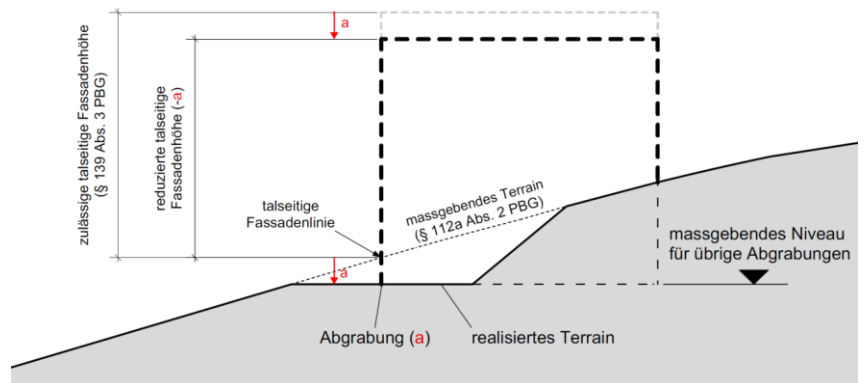 a
zulässige talseitige Fassadenhöhe
(§ 139 Abs. 3 PBG)
reduzierte talseitige
Fassadenhöhe (-a)
talseitige
Fassadenlinie
massgebendes Terrain
(§ 112a Abs. 2 PBG)
massgebendes Niveau
für übrige Abgrabungen
a
Abgrabung (a)
realisiertes Terrain